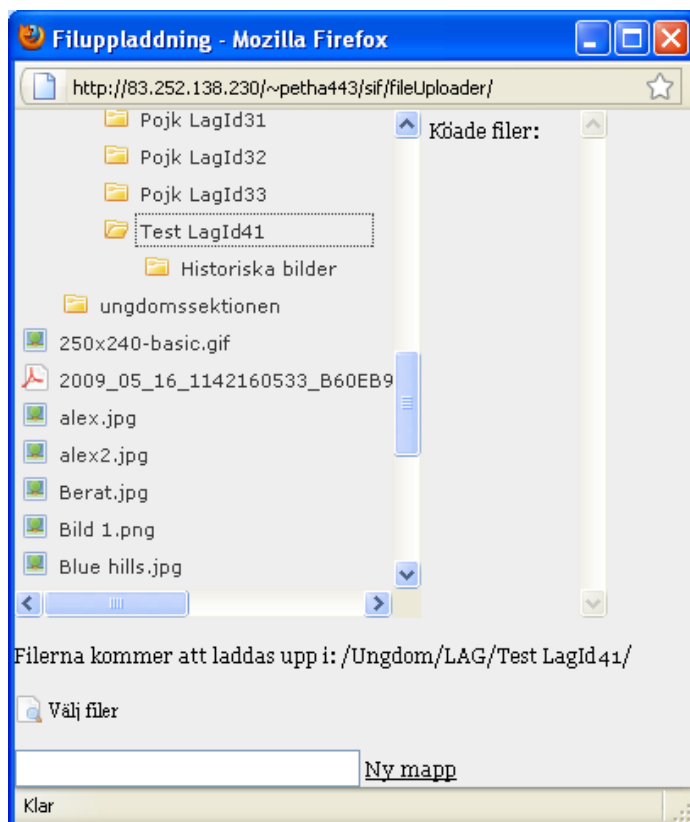 Filuppladdning - Mozilla Firefox
http://83.252.138.230/~petha443/sif/fileUploader/
Pojk LagId31
Pojk LagId32
Pojk LagId33
Test LagId41
Historiska bilder
ungdomssektionen
250x240-basic.gif
2009_05_16_1142160533_B60EB9
alex.jpg
alex2.jpg
Berat.jpg
Bild 1.png
Blue hills.jpg
Köade filer:
Filerna kommer att laddas upp i: /Ungdom/LAG/Test LagId41/
Välj filer
Ny mapp
Klar